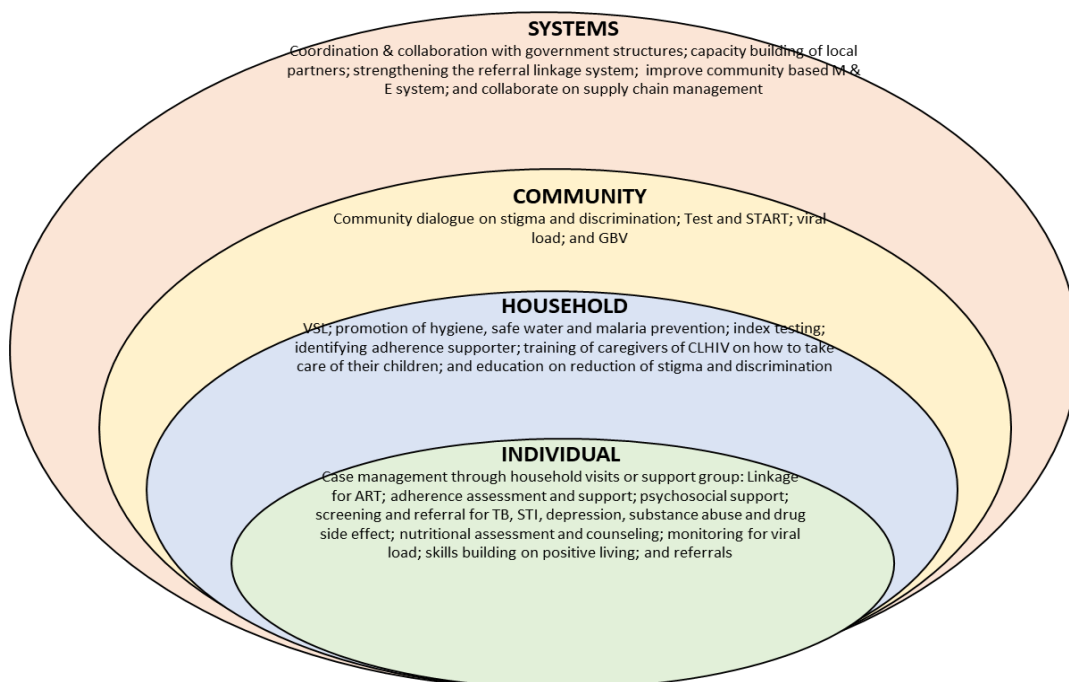 SYSTEMS
Coordination & collaboration with government structures; capacity building of local
partners; strengthening the referral linkage system; improve community based M &
E system; and collaborate on supply chain management
COMMUNITY
Community dialogue on stigma and discrimination; Test and START; viral
load; and GBV
HOUSEHOLD
VSL; promotion of hygiene, safe water and malaria prevention; index testing;
identifying adherence supporter; training of caregivers of CLHIV on how to take
care of their children; and education on reduction of stigma and discrimination
INDIVIDUAL
Case management through household visits or support group: Linkage
for ART; adherence assessment and support; psychosocial support;
screening and referral for TB, STI, depression, substance abuse and drug
side effect; nutritional assessment and counseling; monitoring for viral
load; skills building on positive living; and referrals